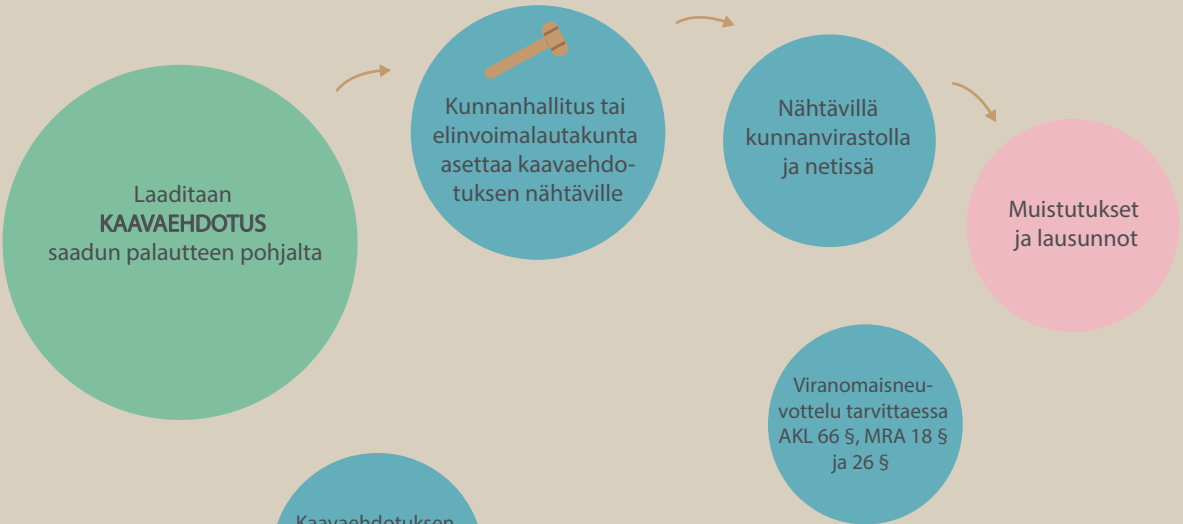 Laaditaan
KAAVAEHDOTUS
saadun palautteen pohjalta
Kunnanhallitus tai
elinvoimalautakunta
asettaa kaavaehdo-
tuksen nähtäville
Nähtävillä
kunnanvirastolla
ja netissä
Muistutukset
ja lausunnot
Viranomaisneu-
vottelu tarvittaessa
AKL 66 §, MRA 18 §
ja 26 §
Kaavaehdotuksen